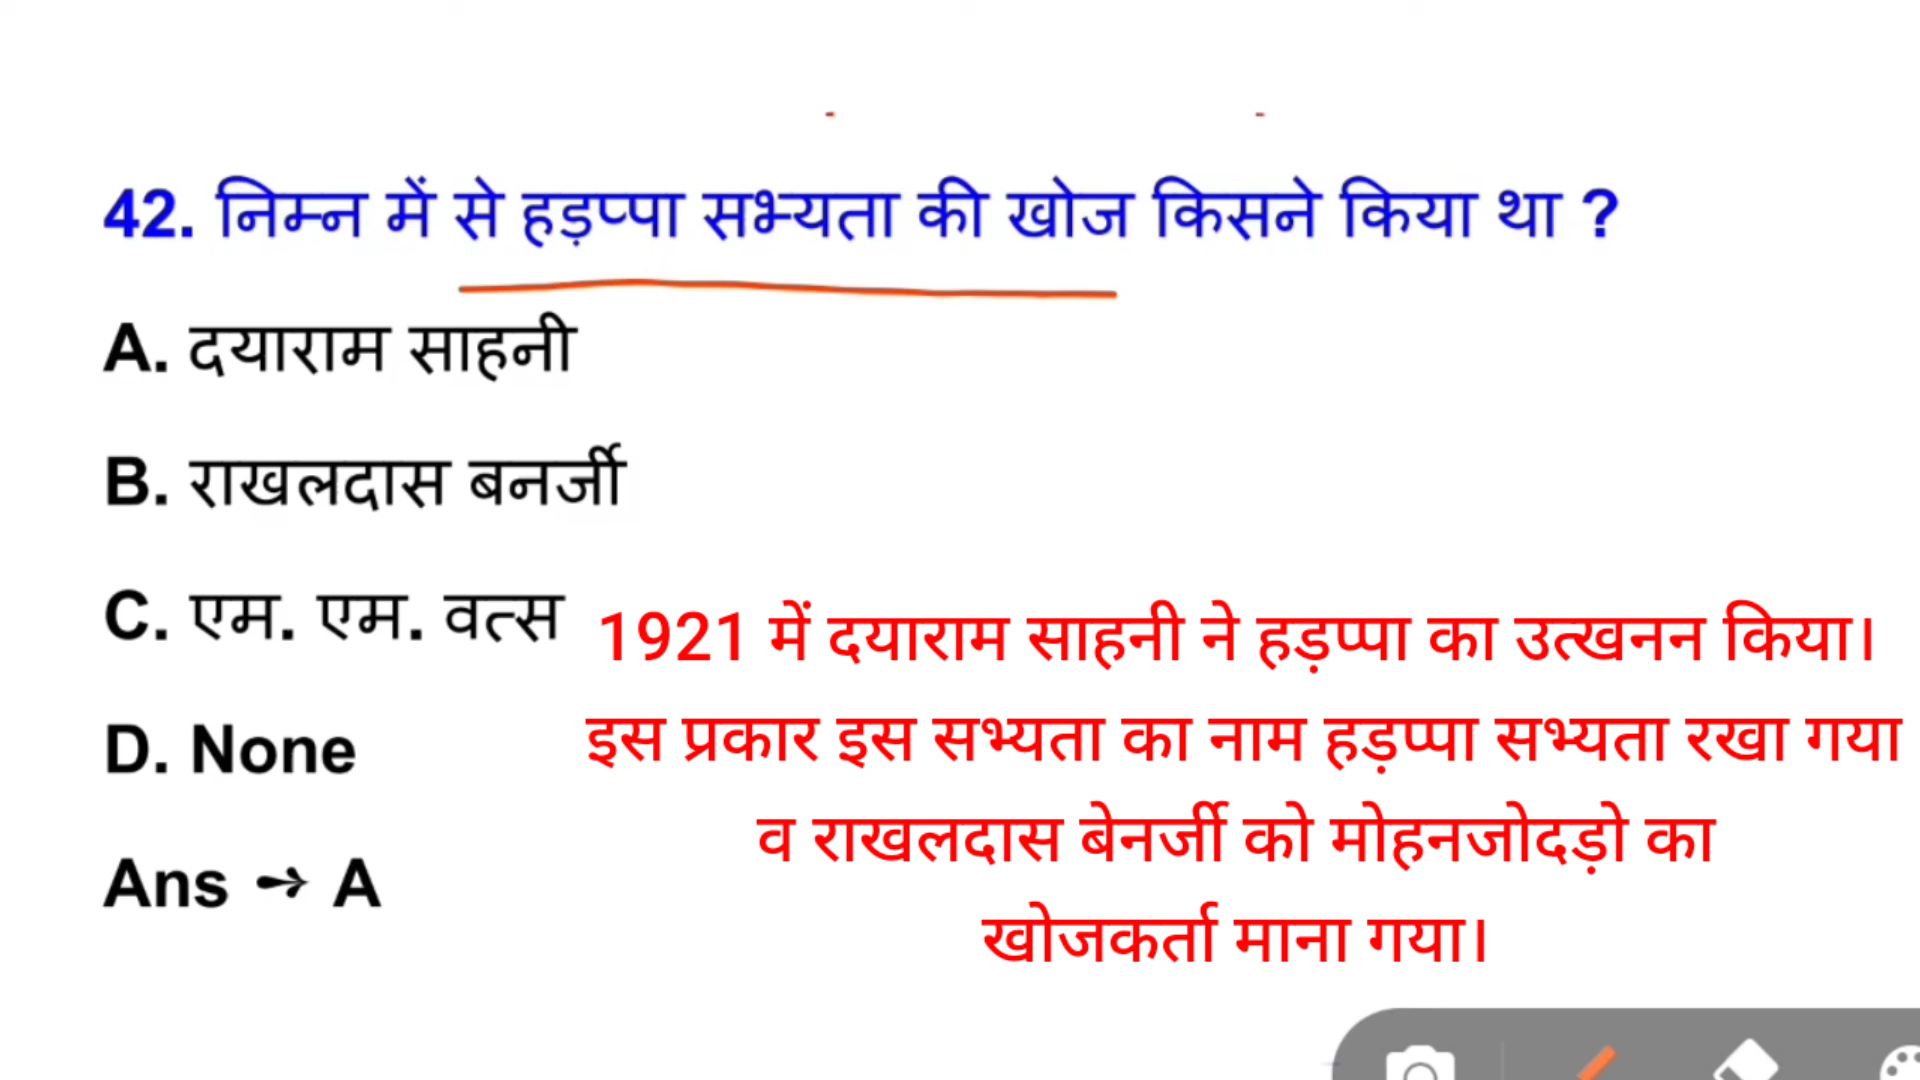 42. निम्न में से हड़प्पा सभ्यता की खोज किसने किया था ?
A. दयाराम साहनी
B. राखलदास बनर्जी
C. एम. एम. वत्स
1921 में दयाराम साहनी ने हड़प्पा का उत्खनन किया।
इस प्रकार इस सभ्यता का नाम हड़प्पा सभ्यता रखा गया
D. None
व राखलदास बेनर्जी को मोहनजोदड़ो का
Ans ➺ A
खोजकर्ता माना गया।